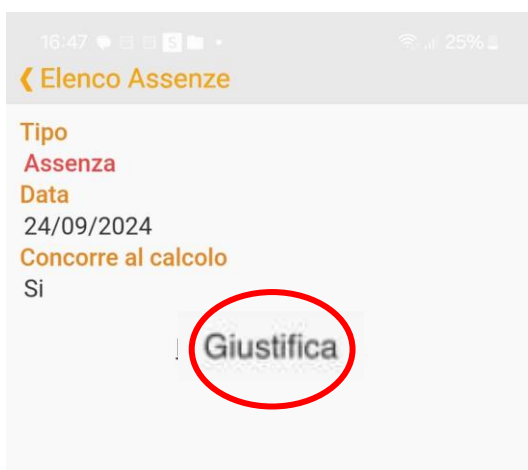 16:47 S 25%
Elenco Assenze
Tipo
Assenza
Data
24/09/2024
Concorre al calcolo
Si
Giustifica